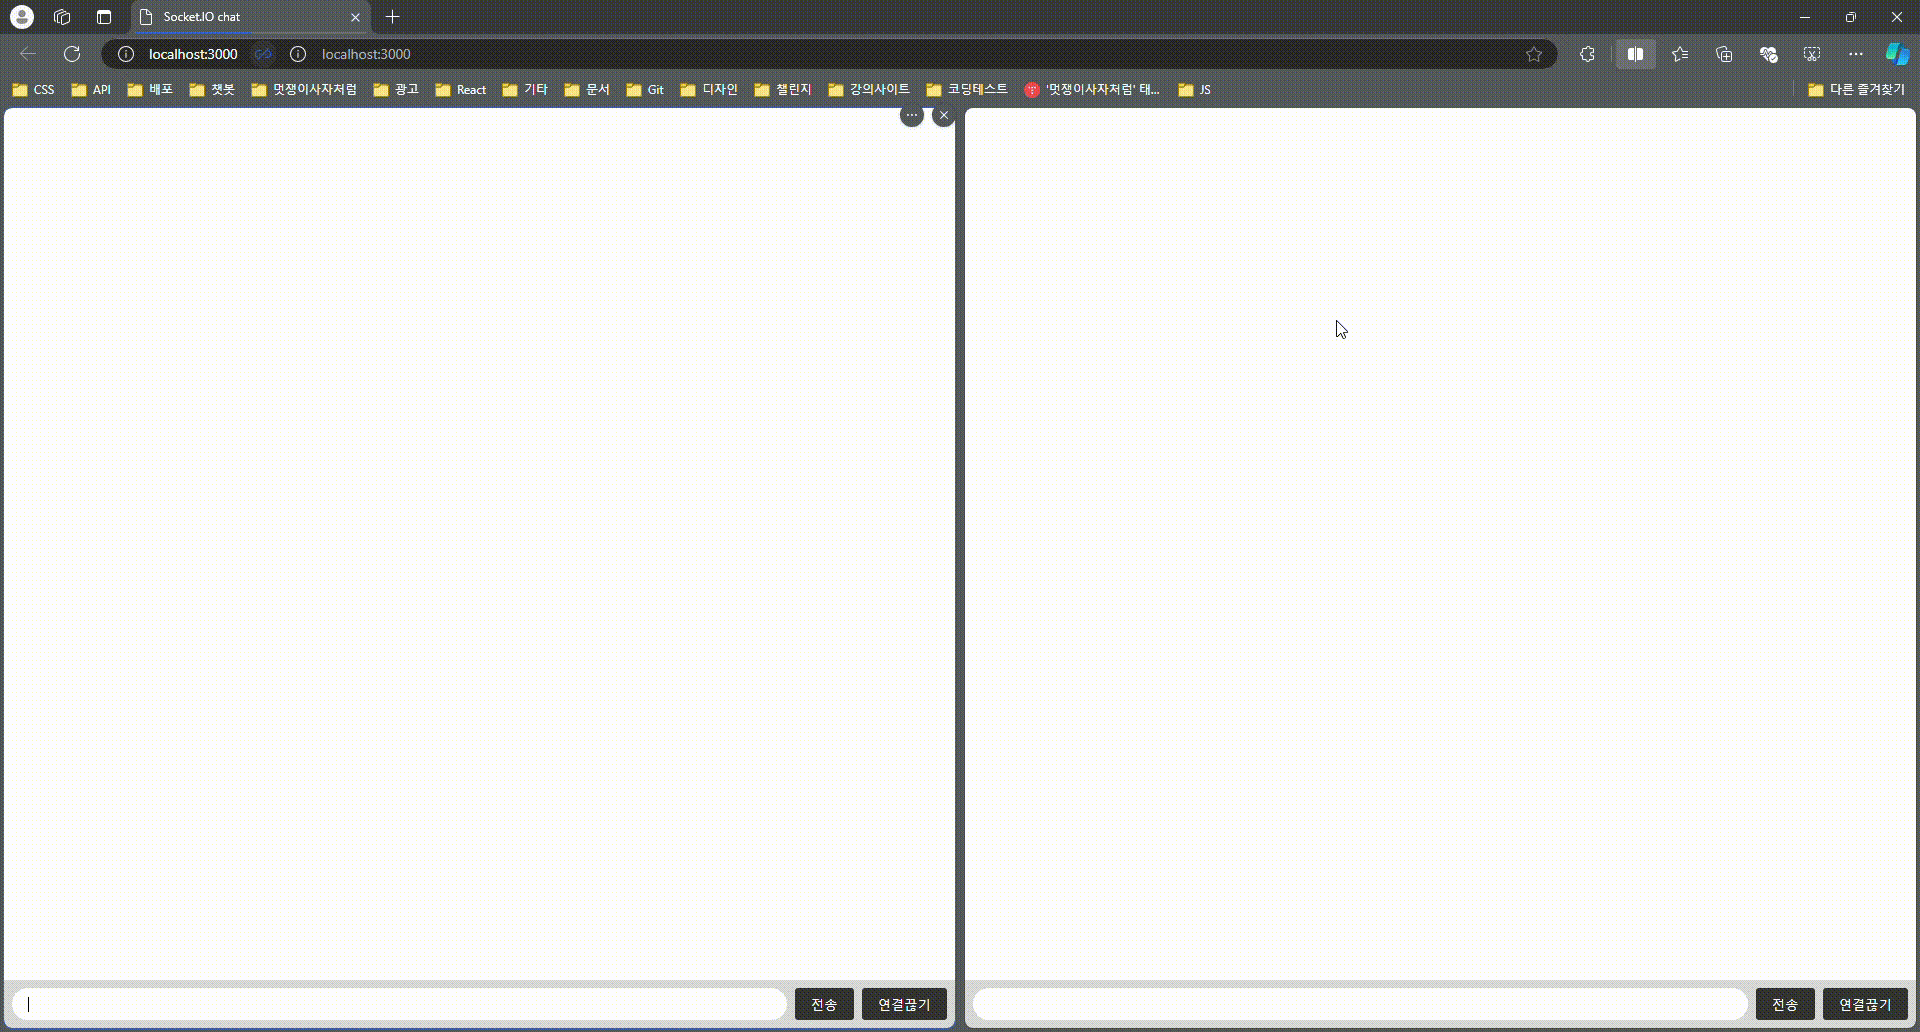 Socket.IO chat
localhost:3000 localhost:3000
CSS API 배포 챗봇 멋쟁이사자처럼 광고 React 기타 문서 Git 디자인 챌린지 강의사이트 코딩테스트 '멋쟁이사자처럼' 태... JS 다른 즐겨찾기
전송 연결끊기 전송 연결끊기